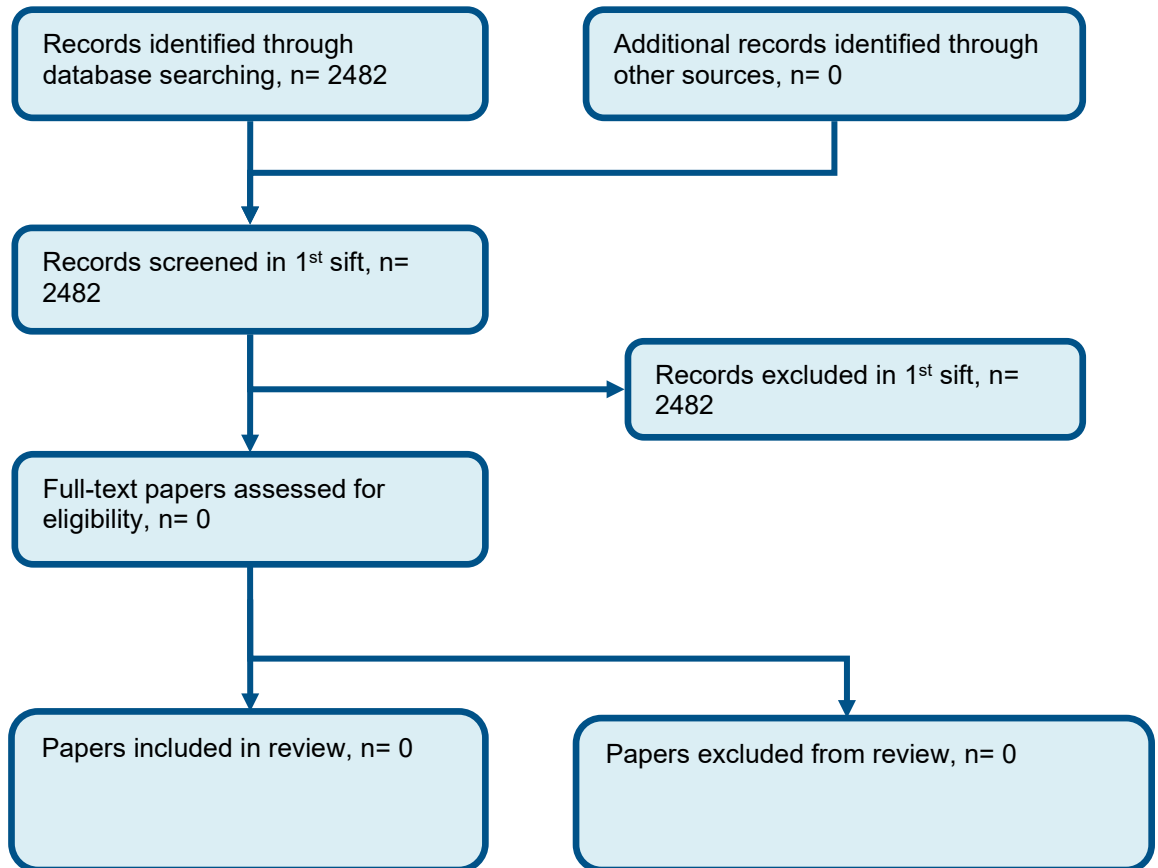 Records identified through
database searching, n= 2482
Additional records identified through
other sources, n= 0
Records screened in 1st sift, n=
2482
Records excluded in 1st sift, n=
2482
Full-text papers assessed for
eligibility, n= 0
Papers included in review, n= 0
Papers excluded from review, n= 0